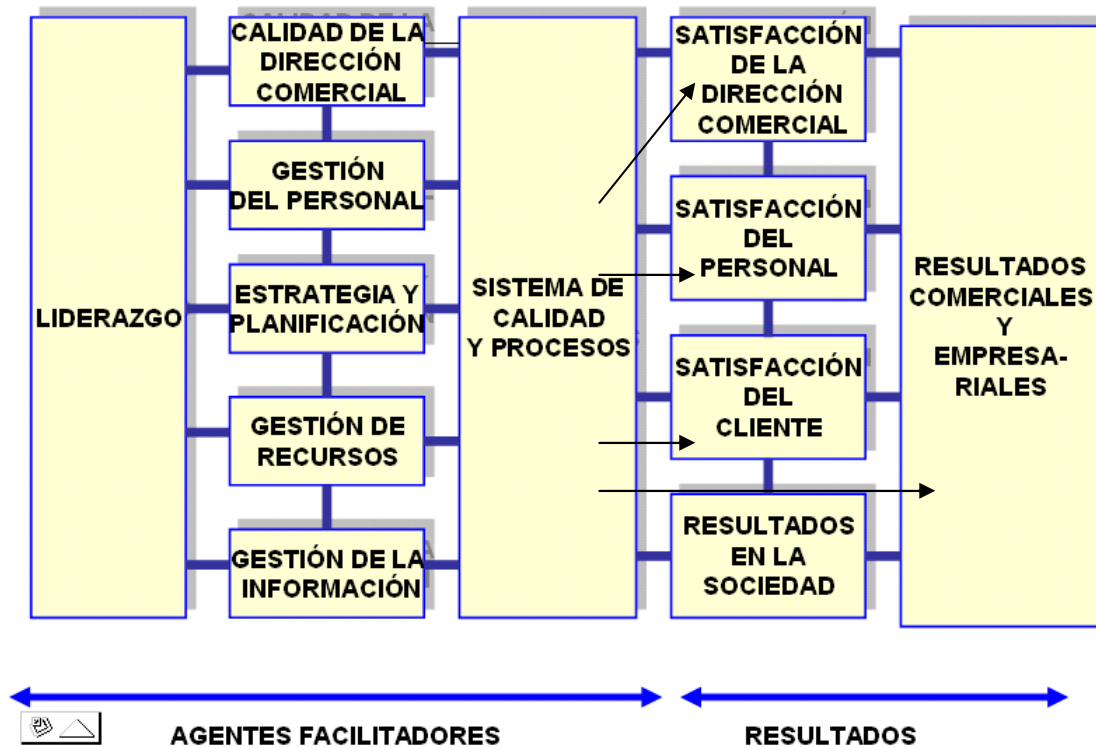 LIDERAZGO
CALIDAD DE LA
DIRECCIÓN
COMERCIAL
GESTIÓN
DEL PERSONAL
ESTRATEGIA Y
PLANIFICACIÓN
GESTIÓN DE
RECURSOS
GESTIÓN DE LA
INFORMACIÓN
SISTEMA DE
CALIDAD
Y PROCESOS
SATISFACCIÓN
DE LA
DIRECCIÓN
COMERCIAL
SATISFACCIÓN
DEL
PERSONAL
SATISFACCIÓN
DEL
CLIENTE
RESULTADOS
EN LA
SOCIEDAD
RESULTADOS
COMERCIALES
Y
EMPRESA-
RIALES
AGENTES FACILITADORES
RESULTADOS